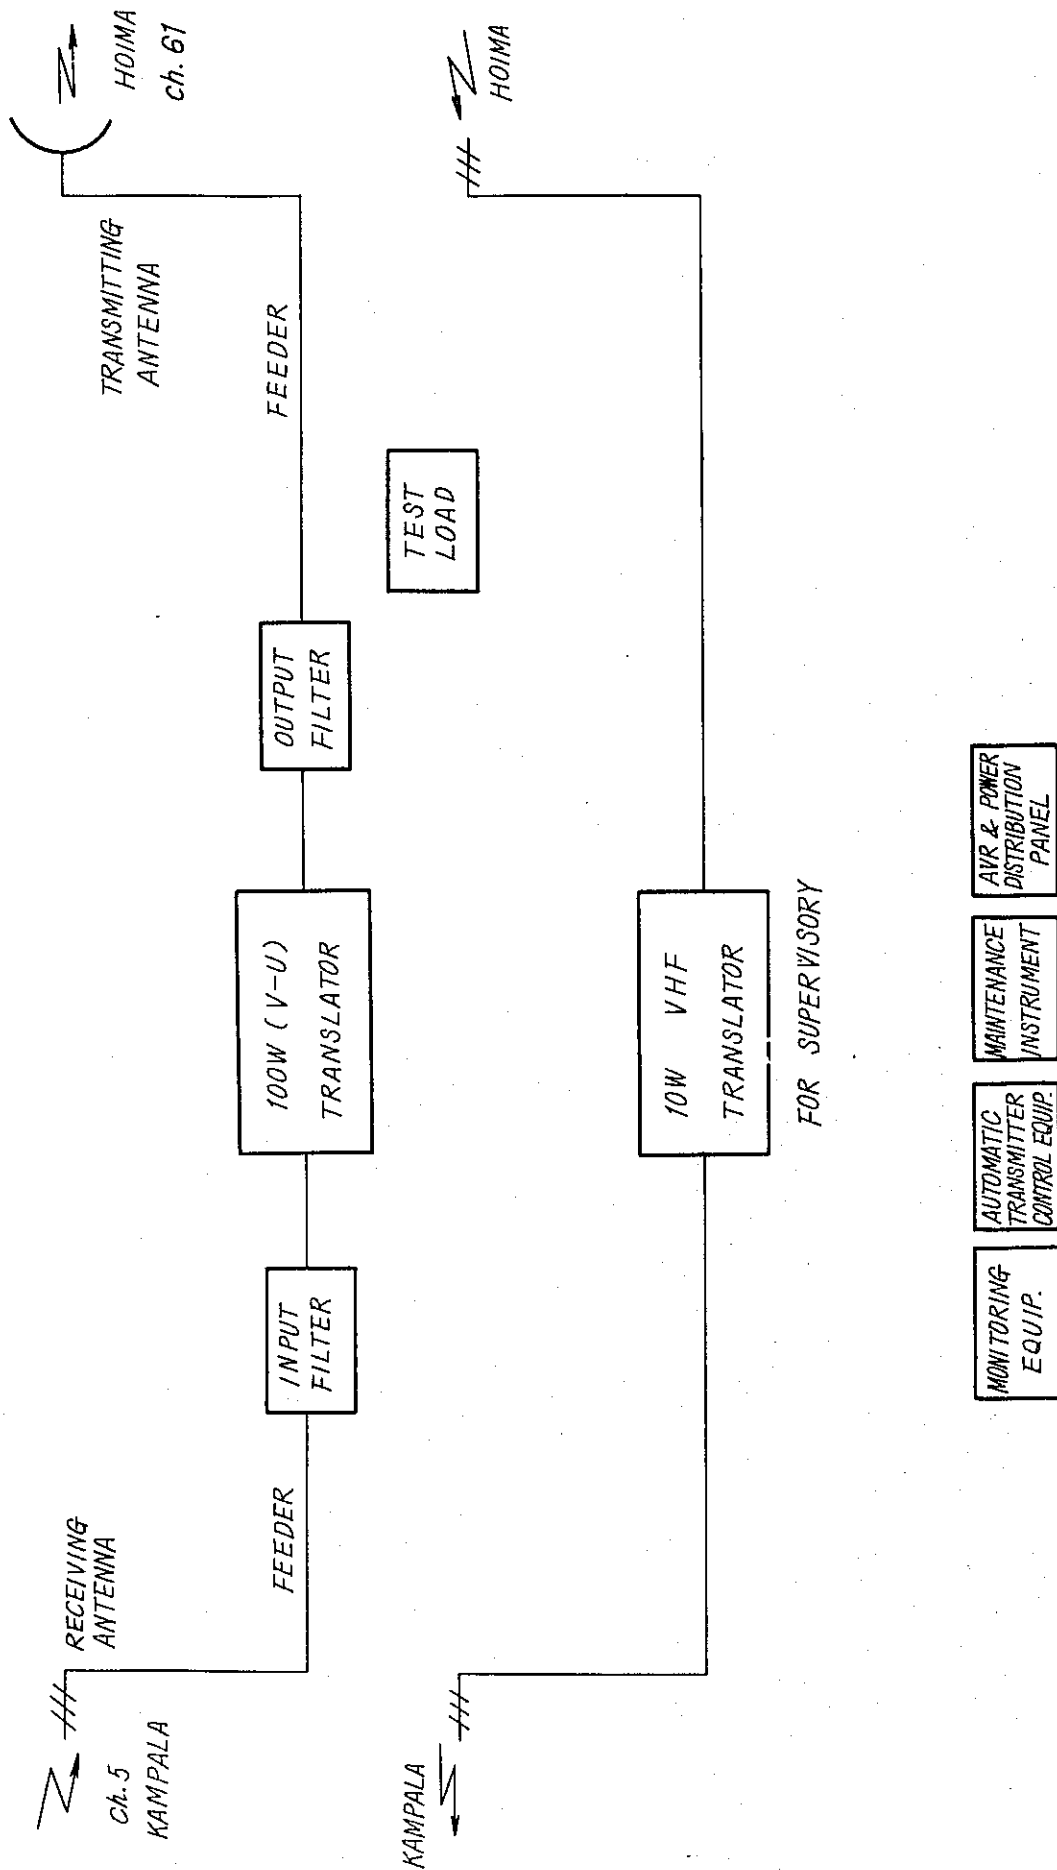 RECEIVING
ANTENNA
ch.5
KAMPALA
FEEDER
INPUT
FILTER
100W (V-U)
TRANSLATOR
OUTPUT
FILTER
FEEDER
TRANSMITTING
ANTENNA
HOIMA
ch.61
TEST
LOAD
KAMPALA
10W VHF
TRANSLATOR
FOR SUPERVISORY
HOIMA
MONITORING
EQUIP.
AUTOMATIC
TRANSMITTER
CONTROL EQUIP.
MAINTENANCE
INSTRUMENT
AVR & POWER
DISTRIBUTION
PANEL